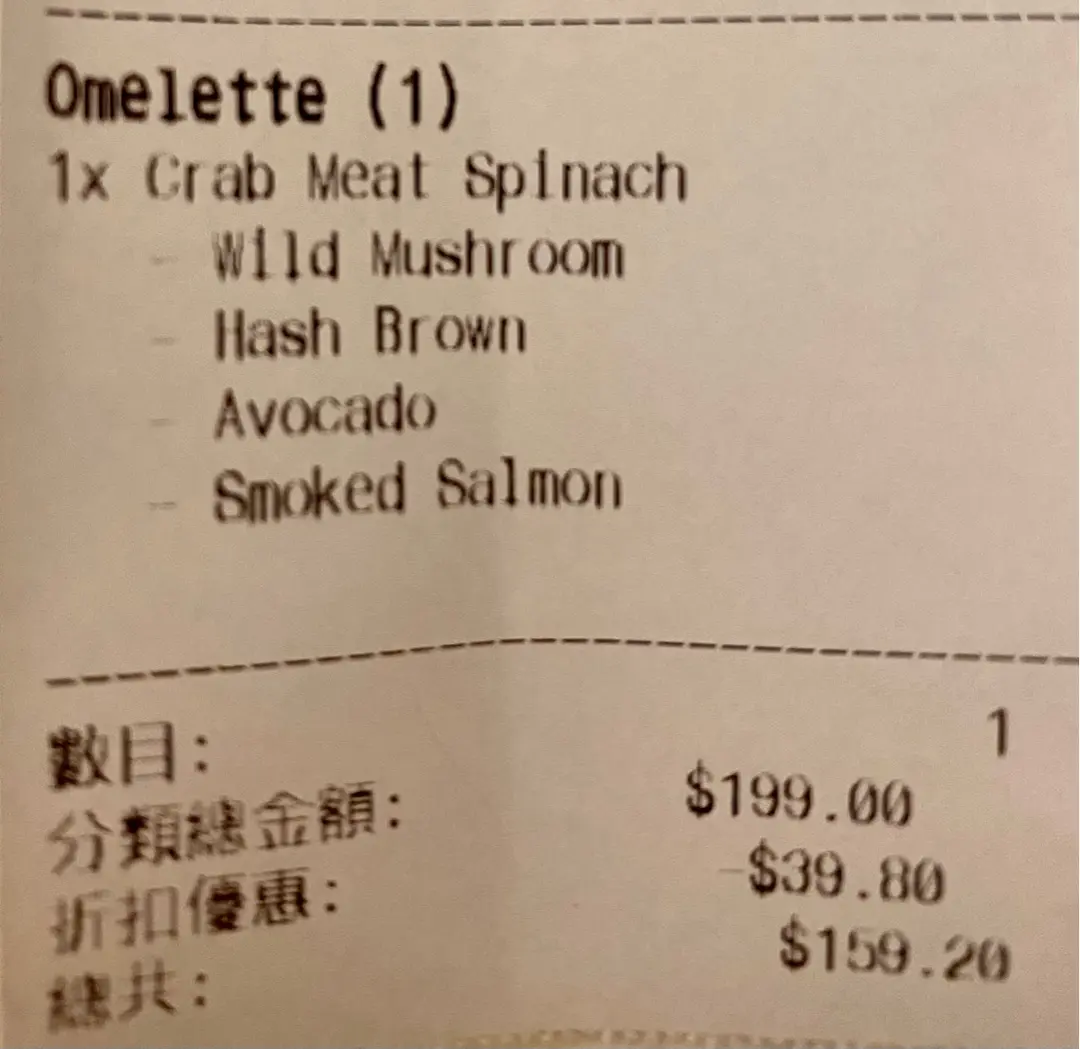 Omelette (1)
1x Crab Meat Spinach
- Wild Mushroom
- Hash Brown
- Avocado
- Smoked Salmon
數目: 1
分類總金額: $199.00
折扣優惠: -$39.80
總共: $159.20